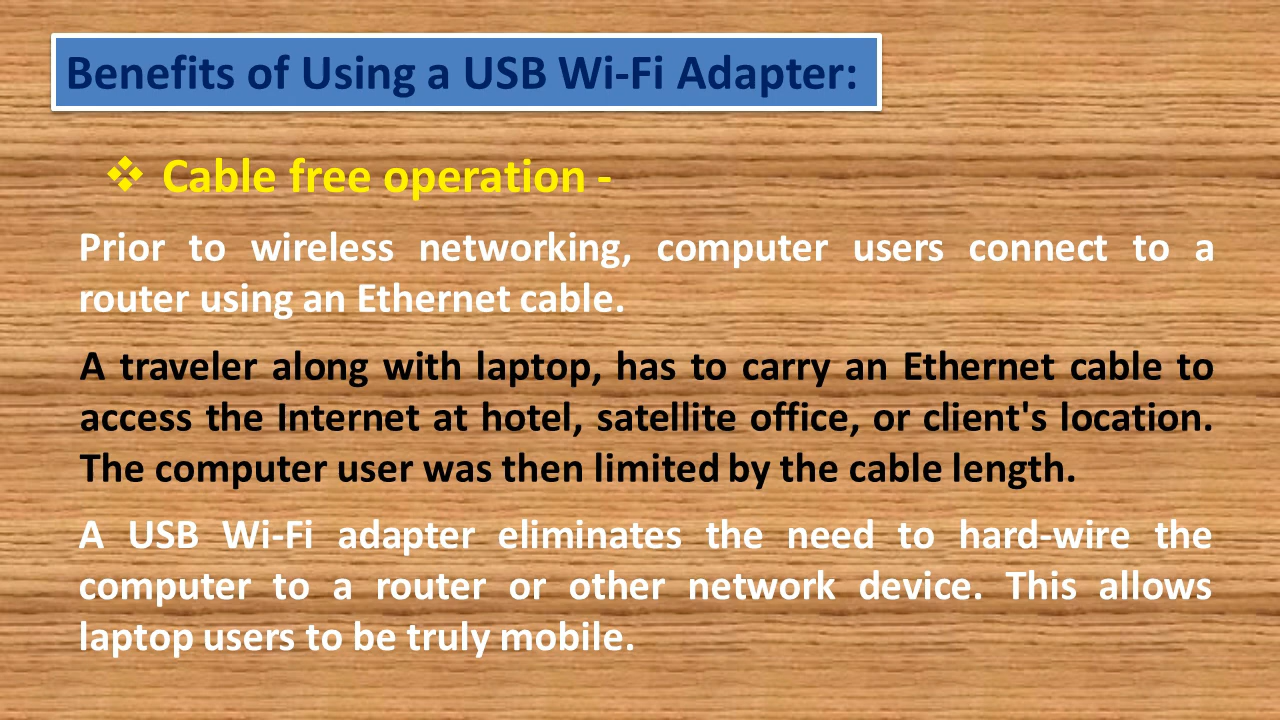 Benefits of Using a USB Wi-Fi Adapter:
❖ Cable free operation -
Prior to wireless networking, computer users connect to a
router using an Ethernet cable.
A traveler along with laptop, has to carry an Ethernet cable to
access the Internet at hotel, satellite office, or client's location.
The computer user was then limited by the cable length.
A USB Wi-Fi adapter eliminates the need to hard-wire the
computer to a router or other network device. This allows
laptop users to be truly mobile.